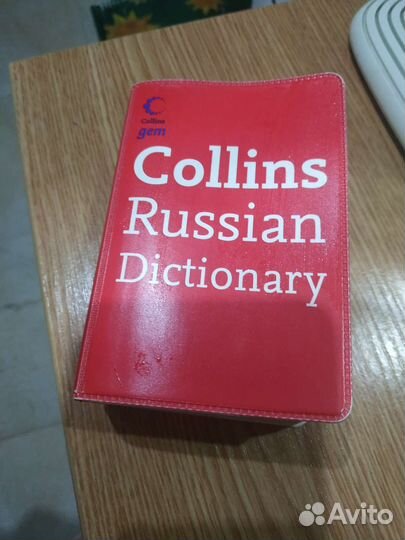 Collins
gem
Collins
Russian
Dictionary
Avito